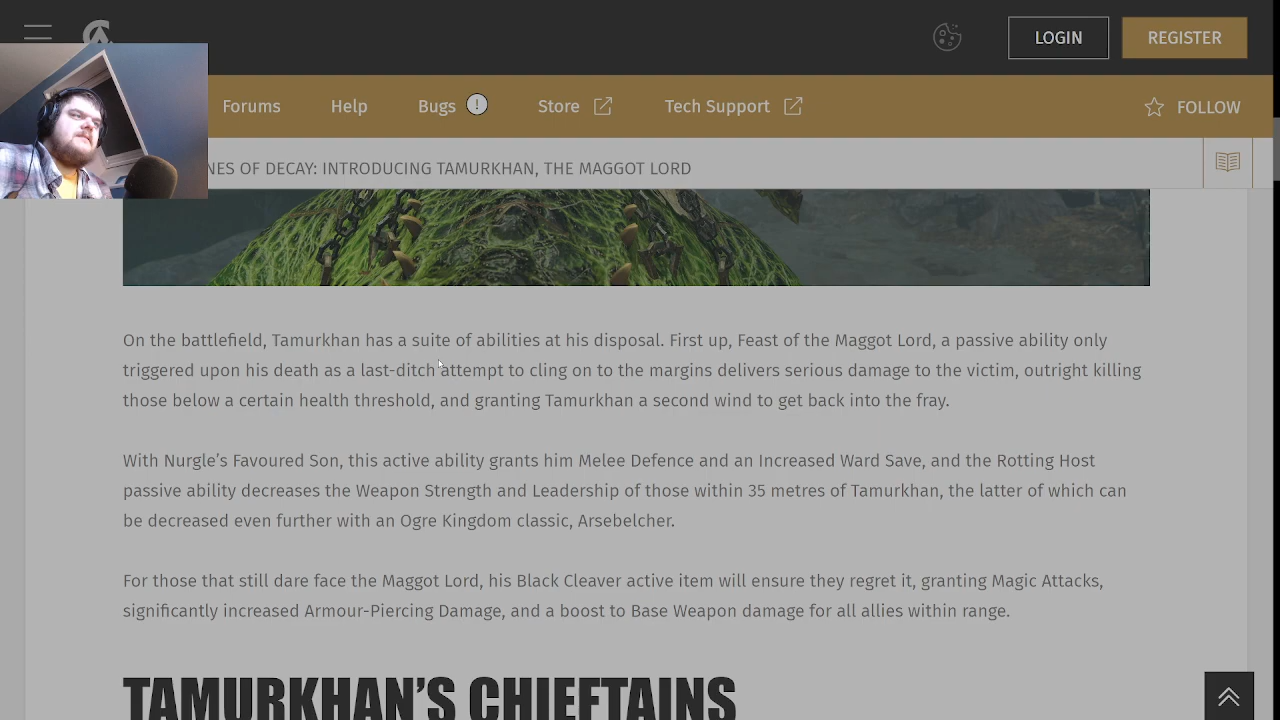 LOGIN
REGISTER
Forums
Help
Bugs
Store
Tech Support
FOLLOW
NES OF DECAY: INTRODUCING TAMURKHAN, THE MAGGOT LORD
On the battlefield, Tamurkhan has a suite of abilities at his disposal. First up, Feast of the Maggot Lord, a passive ability only
triggered upon his death as a last-ditch attempt to cling on to the margins delivers serious damage to the victim, outright killing
those below a certain health threshold, and granting Tamurkhan a second wind to get back into the fray.
With Nurgle’s Favoured Son, this active ability grants him Melee Defence and an Increased Ward Save, and the Rotting Host
passive ability decreases the Weapon Strength and Leadership of those within 35 metres of Tamurkhan, the latter of which can
be decreased even further with an Ogre Kingdom classic, Arsebelcher.
For those that still dare face the Maggot Lord, his Black Cleaver active item will ensure they regret it, granting Magic Attacks,
significantly increased Armour-Piercing Damage, and a boost to Base Weapon damage for all allies within range.
TAMURKHAN’S CHIEFTAINS